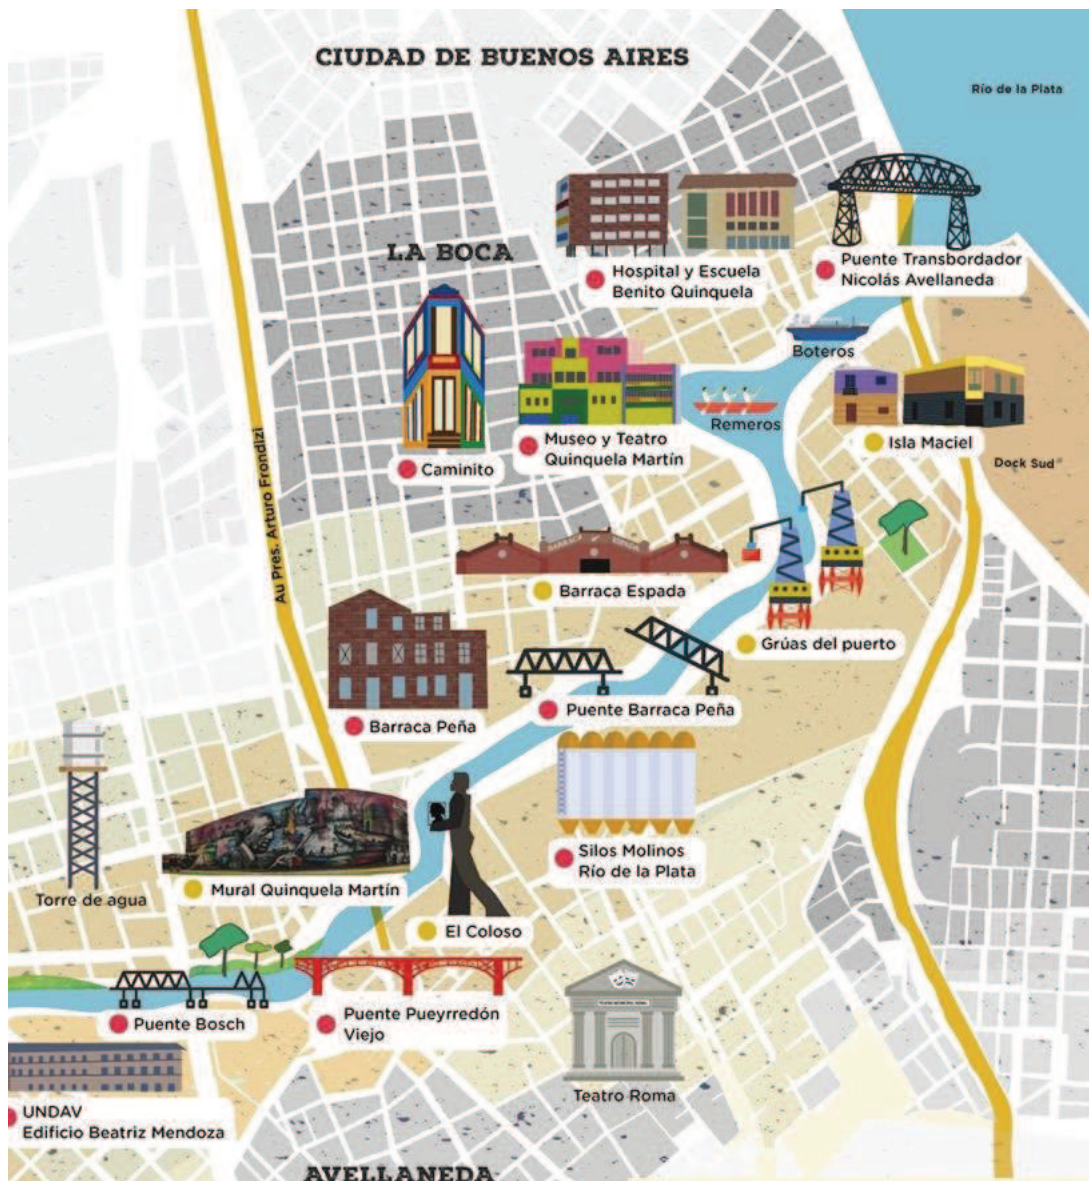 CIUDAD DE BUENOS AIRES
Río de la Plata
LA BOCA
Hospital y Escuela
Benito Quinquela
Puente Transbordador
Nicolás Avellaneda
Boteros
Remeros
Isla Maciel
Dock Sud
Caminito
Museo y Teatro
Quinquela Martín
Au Pres. Arturo Frondizi
Barraca Espada
Grúas del puerto
Barraca Peña
Puente Barraca Peña
Silos Molinos
Río de la Plata
Torre de agua
Mural Quinquela Martín
El Coloso
Puente Bosch
Puente Pueyrredón
Viejo
Teatro Roma
UNDAV
Edificio Beatriz Mendoza
AVELLANEDA